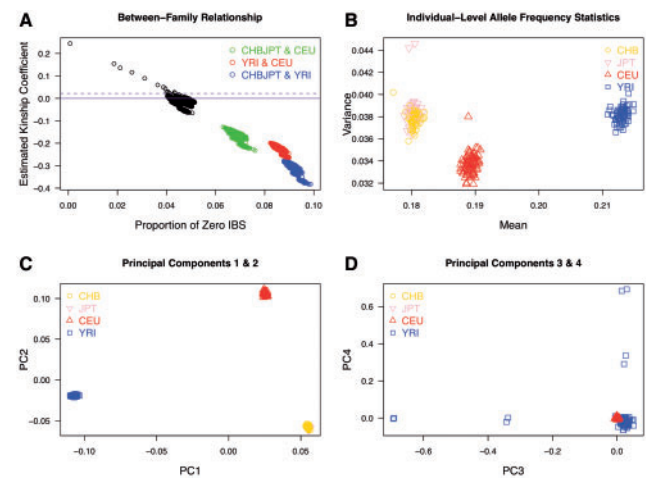 A
Between–Family Relationship
Estimated Kinship Coefficient
0.2
0.1
0.0
−0.1
−0.2
−0.3
−0.4
CHBJPT & CEU
YRI & CEU
CHBJPT & YRI
0.00
0.02
0.04
0.06
0.08
0.10
Proportion of Zero IBS
B
Individual–Level Allele Frequency Statistics
Variance
0.044
0.040
0.038
0.034
0.032
CHB
JPT
CEU
YRI
0.18
0.19
0.20
0.21
Mean
C
Principal Components 1 & 2
PC2
0.10
0.05
0.00
−0.05
CHB
JPT
CEU
YRI
−0.10
−0.05
0.00
0.05
PC1
D
Principal Components 3 & 4
PC4
0.6
0.4
0.2
0.0
CHB
JPT
CEU
YRI
−0.6
−0.4
−0.2
0.0
PC3